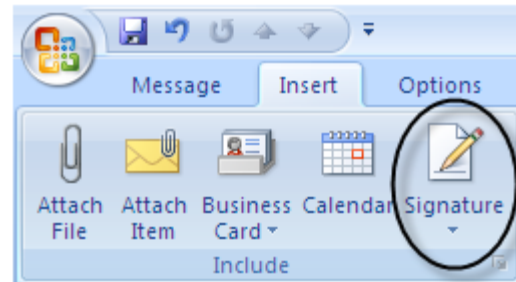 Message Insert Options
Attach Attach Business Calendar Signature
File Item Card
Include